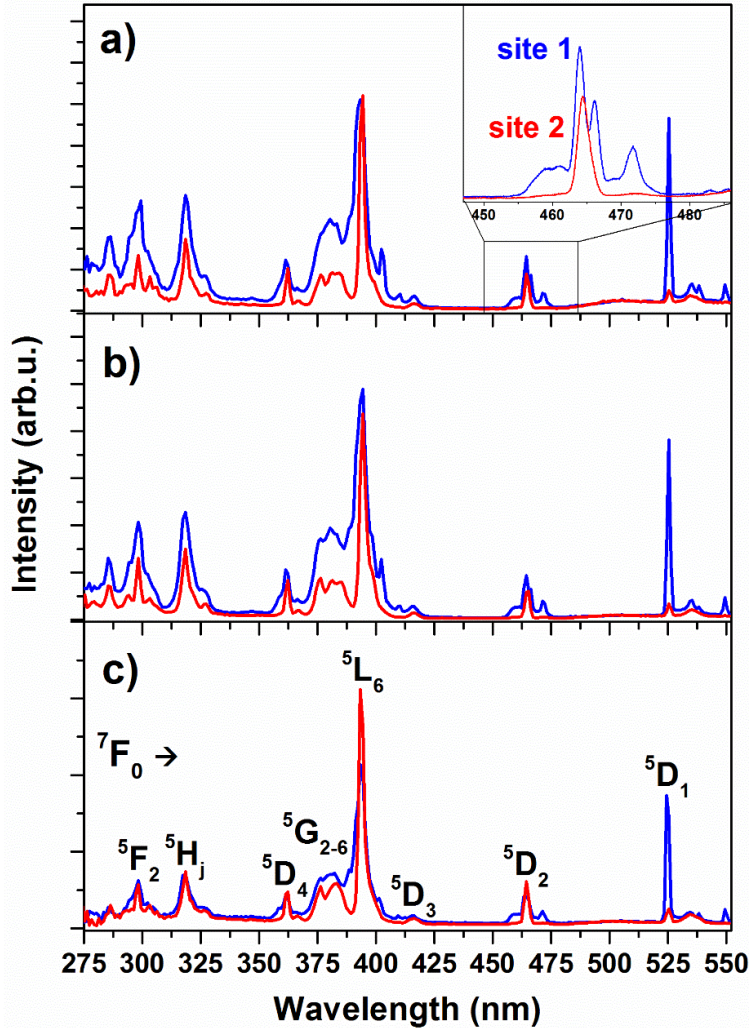 a)
site 1
site 2
450 460 470 480
b)
Intensity (arb.u.)
c)
⁵L₆
⁷F₀ →
⁵D₁
⁵G₂₋₆
⁵F₂ ⁵Hⱼ ⁵D₄ ⁵D₃ ⁵D₂
275 300 325 350 375 400 425 450 475 500 525 550
Wavelength (nm)